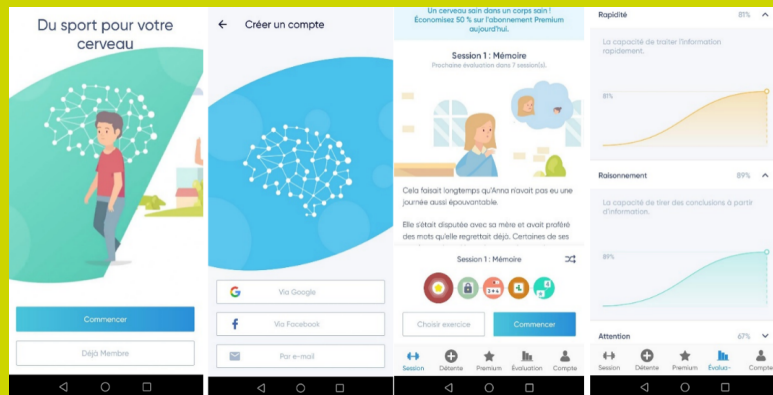 Du sport pour votre
cerveau
Commencer
Déjà Membre
Créer un compte
Via Google
Via Facebook
Par e-mail
Un cerveau sain dans un corps sain !
Économisez 50 % sur l'abonnement Premium
aujourd'hui.
Session 1 : Mémoire
Prochaine évaluation dans 7 session(s).
Cela faisait longtemps qu'Anna n'avait pas eu une
journée aussi épouvantable.
Elle s'était disputée avec sa mère et avait proféré
des mots qu'elle regrettait déjà. Certaines de ses
Session 1 : Mémoire
Choisir exercice
Commencer
Session
Détente
Premium
Évaluation
Compte
Rapidité 81%
La capacité de traiter l'information
rapidement.
81%
Raisonnement 89%
La capacité de tirer des conclusions à partir
d'information.
89%
Attention 67%
Session
Détente
Premium
Évalua-
Compte